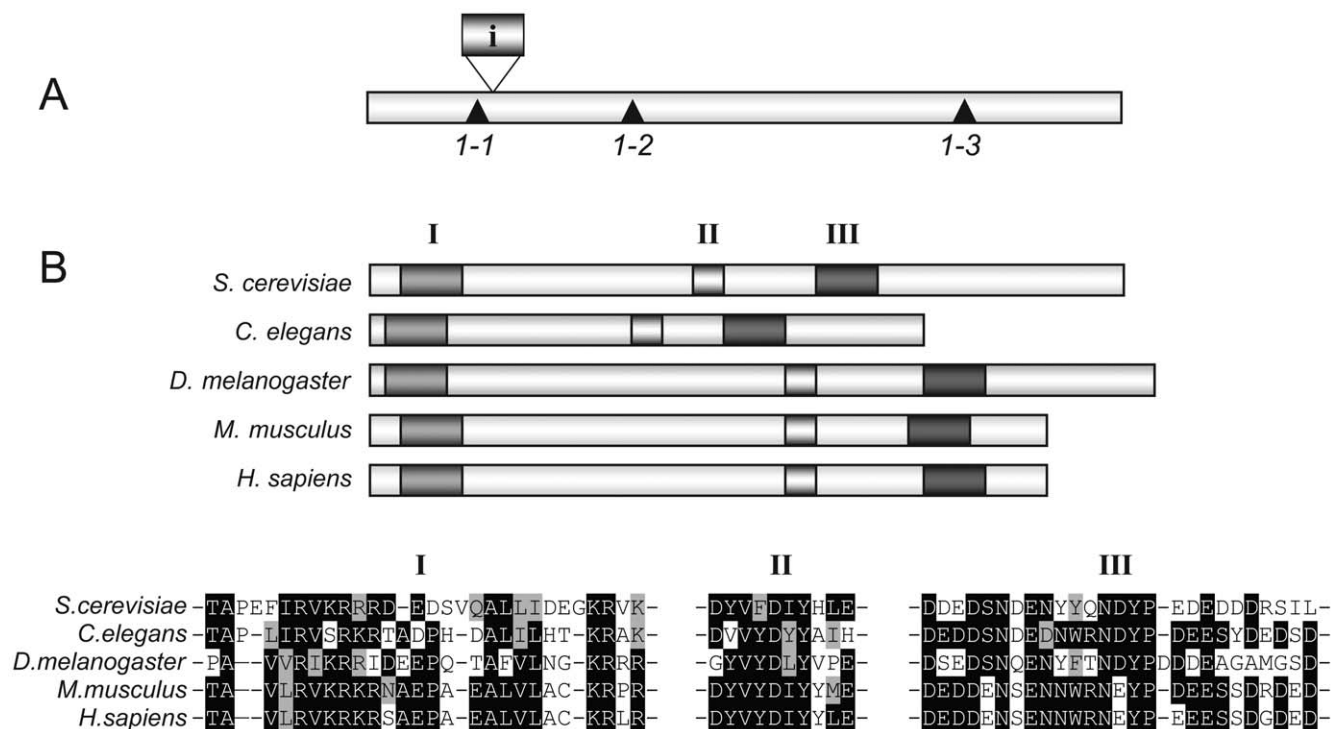 i
A
1-1 1-2 1-3
I II III
B
S. cerevisiae
C. elegans
D. melanogaster
M. musculus
H. sapiens
I II III
S.cerevisiae -TAPEFIRVKRRRD-EDSVQALLIDEGKRVK- -DYVFDIYHLE- -DDEDSNDENYYQNDYP-EDEDDDRSIL-
C.elegans -TAP-LIRVSRKRTADPH-DALILHT-KRAK- -DVVYDYYAIH- -DEDDSNDEDNWRNDYP-DEESYDEDSD-
D.melanogaster -PA--VVRIKRRIDEEPQ-TAFVLNG-KRRR- -GYVYDLYVPE- -DSEDSNQENYFTNDYPDDDEAGAMGSD-
M.musculus -TA--VLRVKRKRNAEPA-EALVLAC-KRPR- -DYVYDIYYME- -DEDDENSENNWRNEYP-DEESSDRDED-
H.sapiens -TA--VLRVKRKRSAEPA-EALVLAC-KRLR- -DYVYDIYYLE- -DEDDENSENNWRNEYP-EEESSDGDED-